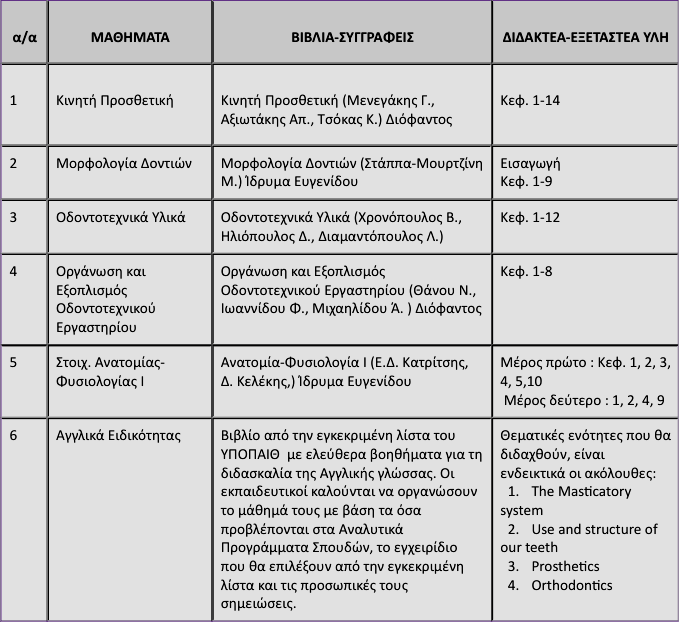 α/α
ΜΑΘΗΜΑΤΑ
ΒΙΒΛΙΑ-ΣΥΓΓΡΑΦΕΙΣ
ΔΙΔΑΚΤΕΑ-ΕΞΕΤΑΣΤΕΑ ΥΛΗ
1
Κινητή Προσθετική
Κινητή Προσθετική (Μενεγάκης Γ.,
Αξιωτάκης Απ., Τσόκας Κ.) Διόφαντος
Κεφ. 1-14
2
Μορφολογία Δοντιών
Μορφολογία Δοντιών (Στάππα-Μουρτζίνη
Μ.) Ίδρυμα Ευγενίδου
Εισαγωγή
Κεφ. 1-9
3
Οδοντοτεχνικά Υλικά
Οδοντοτεχνικά Υλικά (Χρονόπουλος Β.,
Ηλιόπουλος Δ., Διαμαντόπουλος Λ.)
Κεφ. 1-12
4
Οργάνωση και
Εξοπλισμός
Οδοντοτεχνικού
Εργαστηρίου
Οργάνωση και Εξοπλισμός
Οδοντοτεχνικού Εργαστηρίου (Θάνου Ν.,
Ιωαννίδου Φ., Μιχαηλίδου Ά. ) Διόφαντος
Κεφ. 1-8
5
Στοιχ. Ανατομίας-
Φυσιολογίας Ι
Ανατομία-Φυσιολογία Ι (Ε.Δ. Κατρίτσης,
Δ. Κελέκης,) Ίδρυμα Ευγενίδου
Μέρος πρώτο : Κεφ. 1, 2, 3,
4, 5,10
Μέρος δεύτερο : 1, 2, 4, 9
6
Αγγλικά Ειδικότητας
Βιβλίο από την εγκεκριμένη λίστα του
ΥΠΟΠΑΙΘ με ελεύθερα βοηθήματα για τη
διδασκαλία της Αγγλικής γλώσσας. Οι
εκπαιδευτικοί καλούνται να οργανώσουν
το μάθημά τους με βάση τα όσα
προβλέπονται στα Αναλυτικά
Προγράμματα Σπουδών, το εγχειρίδιο
που θα επιλέξουν από την εγκεκριμένη
λίστα και τις προσωπικές τους
σημειώσεις.
Θεματικές ενότητες που θα
διδαχθούν, είναι
ενδεικτικά οι ακόλουθες:
1. The Masticatory
system
2. Use and structure of
our teeth
3. Prosthetics
4. Orthodontics